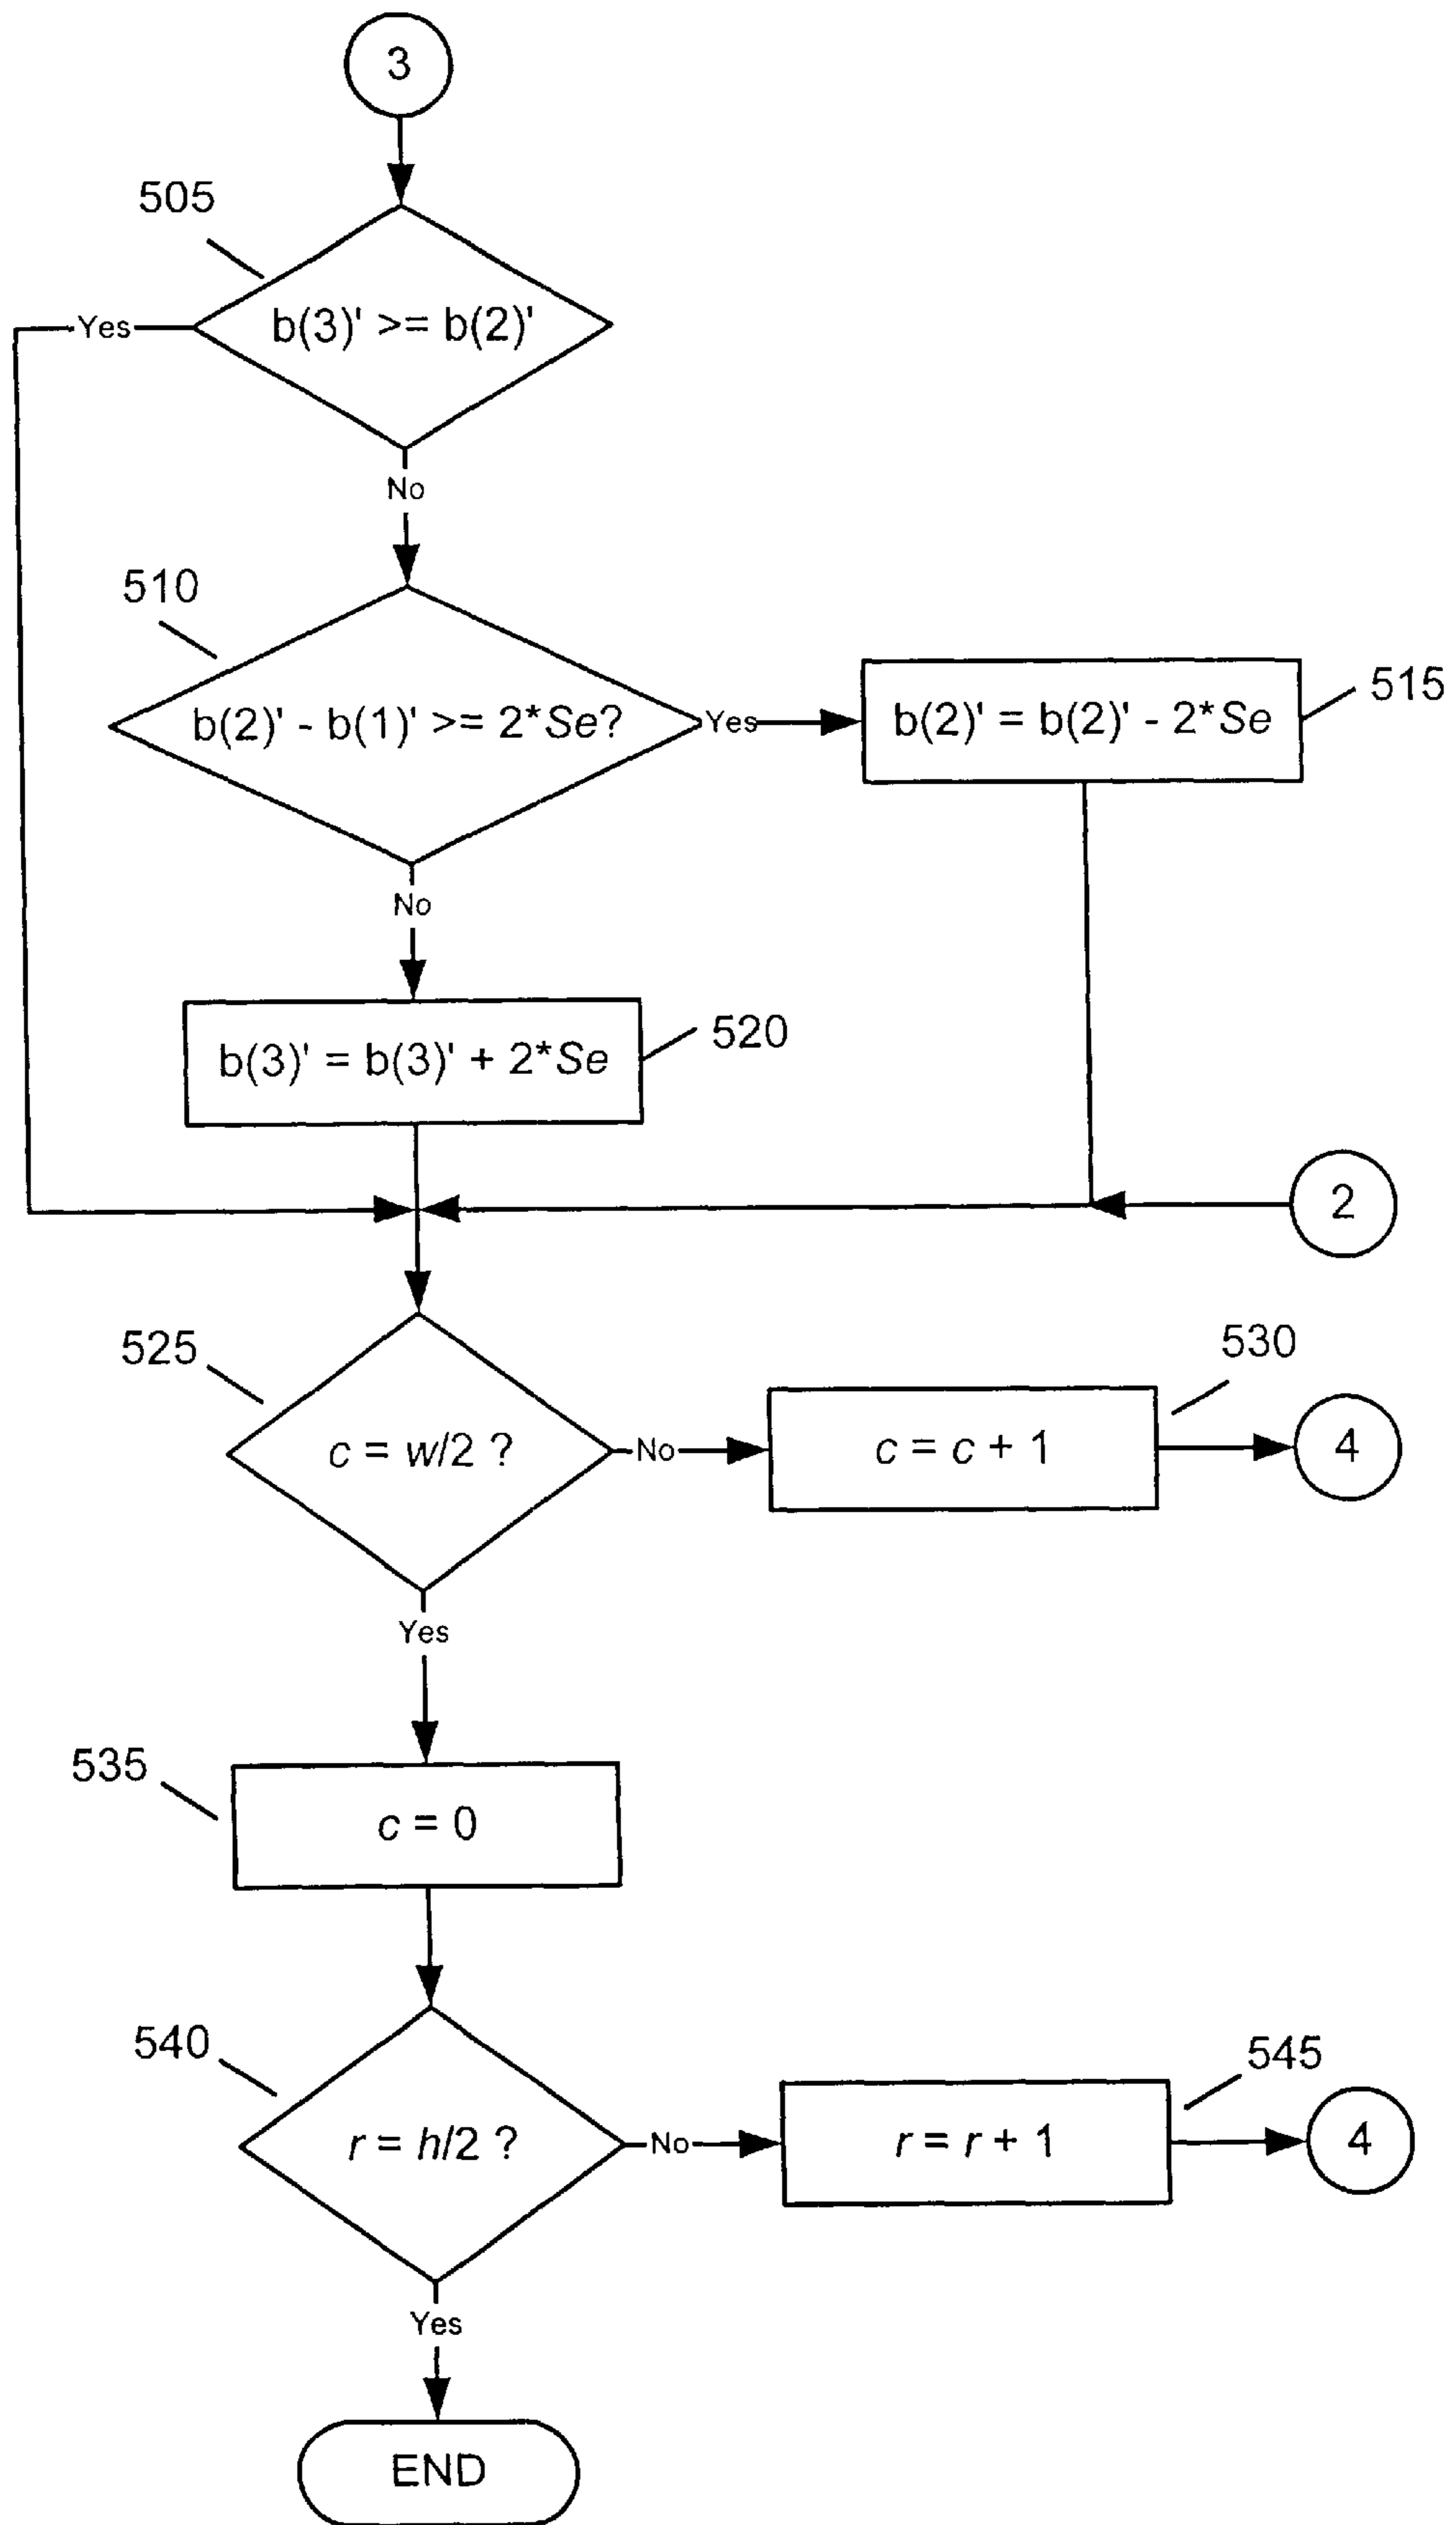 3
505
b(3)' >= b(2)'
Yes
No
510
b(2)' - b(1)' >= 2*Se?
Yes
b(2)' = b(2)' - 2*Se
515
No
b(3)' = b(3)' + 2*Se
520
2
525
c = w/2 ?
No
530
c = c + 1
4
Yes
535
c = 0
540
r = h/2 ?
No
545
r = r + 1
4
Yes
END